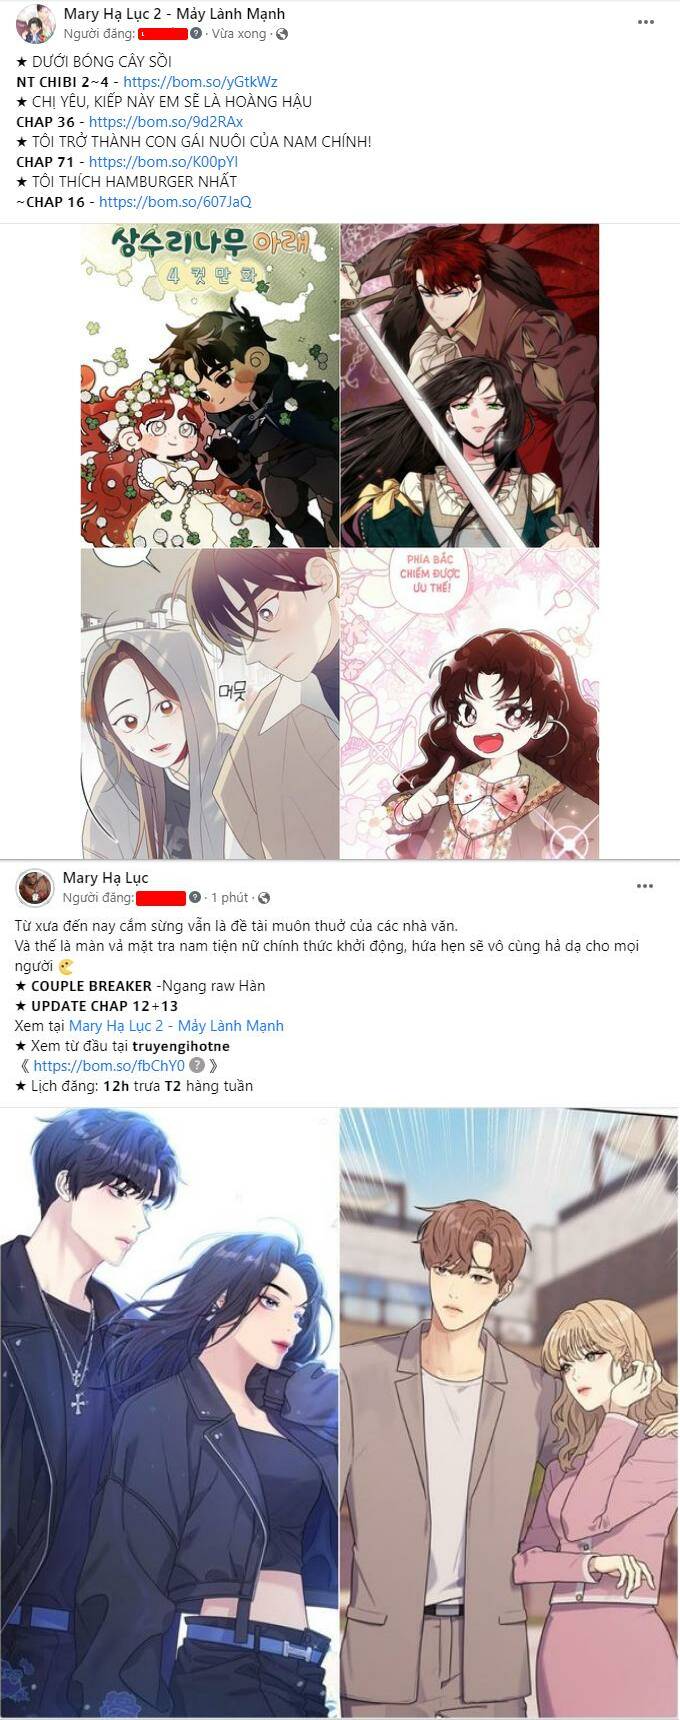 Mary Hạ Lục 2 - Mảy Lành Mạnh
Người đăng: · Vừa xong ·
★ DƯỚI BÓNG CÂY SỒI
NT CHIBI 2~4 - https://bom.so/yGtkWz
★ CHỊ YÊU, KIẾP NÀY EM SẼ LÀ HOÀNG HẬU
CHAP 36 - https://bom.so/9d2RAx
★ TÔI TRỞ THÀNH CON GÁI NUÔI CỦA NAM CHÍNH!
CHAP 71 - https://bom.so/K00pYl
★ TÔI THÍCH HAMBURGER NHẤT
~CHAP 16 - https://bom.so/607JaQ
상수리나무 아래
4컷만화
머뭇
PHÍA BẮC
CHIẾM ĐƯỢC
ƯU THẾ!
Mary Hạ Lục
Người đăng: · 1 phút ·
Từ xưa đến nay cắm sừng vẫn là đề tài muôn thuở của các nhà văn.
Và thế là màn vả mặt tra nam tiện nữ chính thức khởi động, hứa hẹn sẽ vô cùng hả dạ cho mọi
người
★ COUPLE BREAKER -Ngang raw Hàn
★ UPDATE CHAP 12+13
Xem tại Mary Hạ Lục 2 - Mảy Lành Mạnh
★ Xem từ đầu tại truyengihotne
《 https://bom.so/fbChY0 》
★ Lịch đăng: 12h trưa T2 hàng tuần